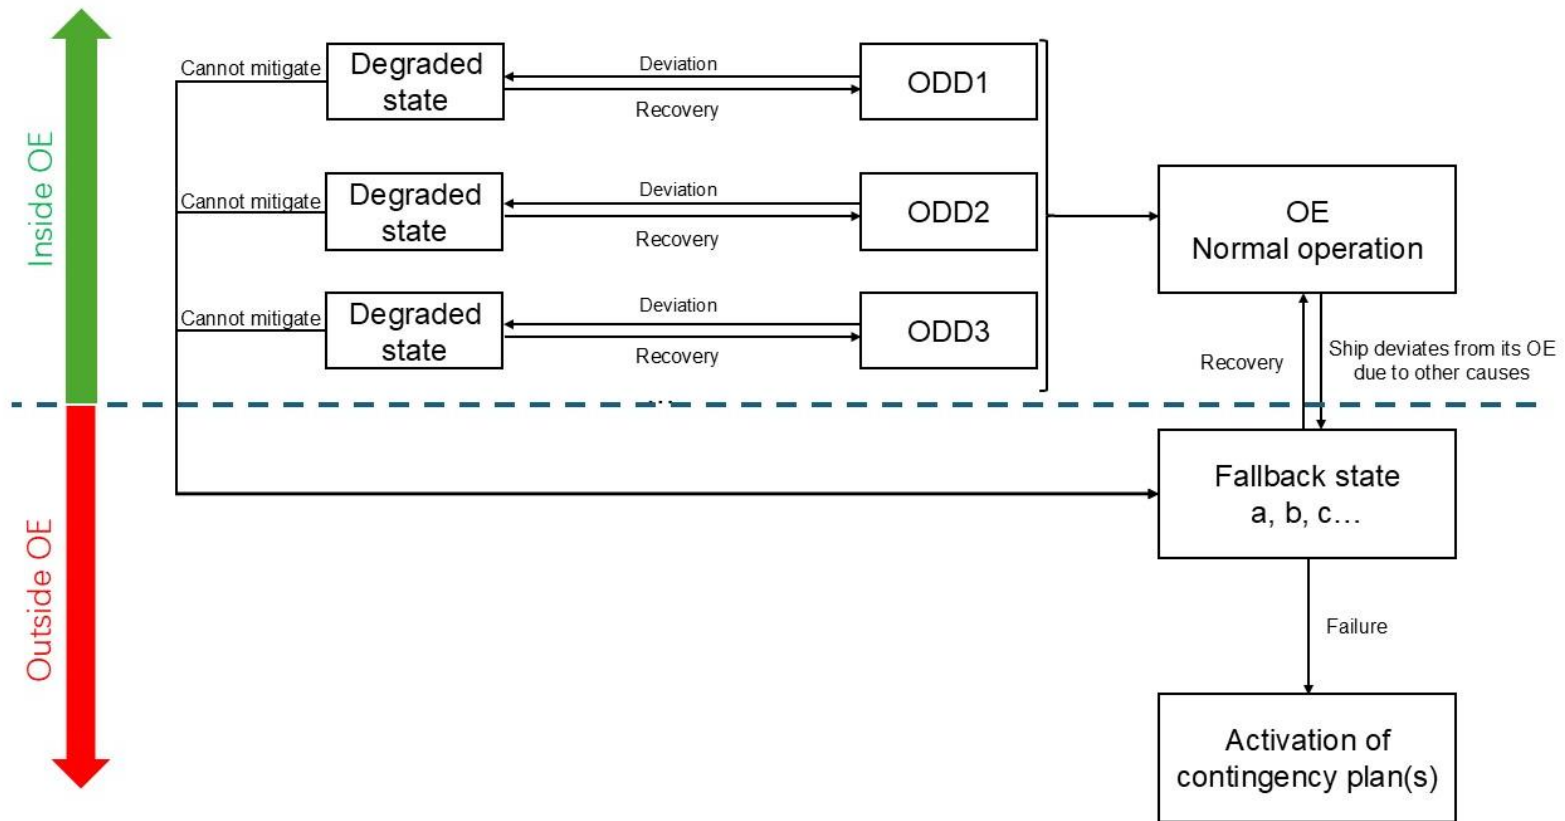 Inside OE
Outside OE
Cannot mitigate
Degraded
state
Deviation
Recovery
ODD1
Cannot mitigate
Degraded
state
Deviation
Recovery
ODD2
Cannot mitigate
Degraded
state
Deviation
Recovery
ODD3
...
OE
Normal operation
Recovery
Ship deviates from its OE
due to other causes
Fallback state
a, b, c…
Failure
Activation of
contingency plan(s)